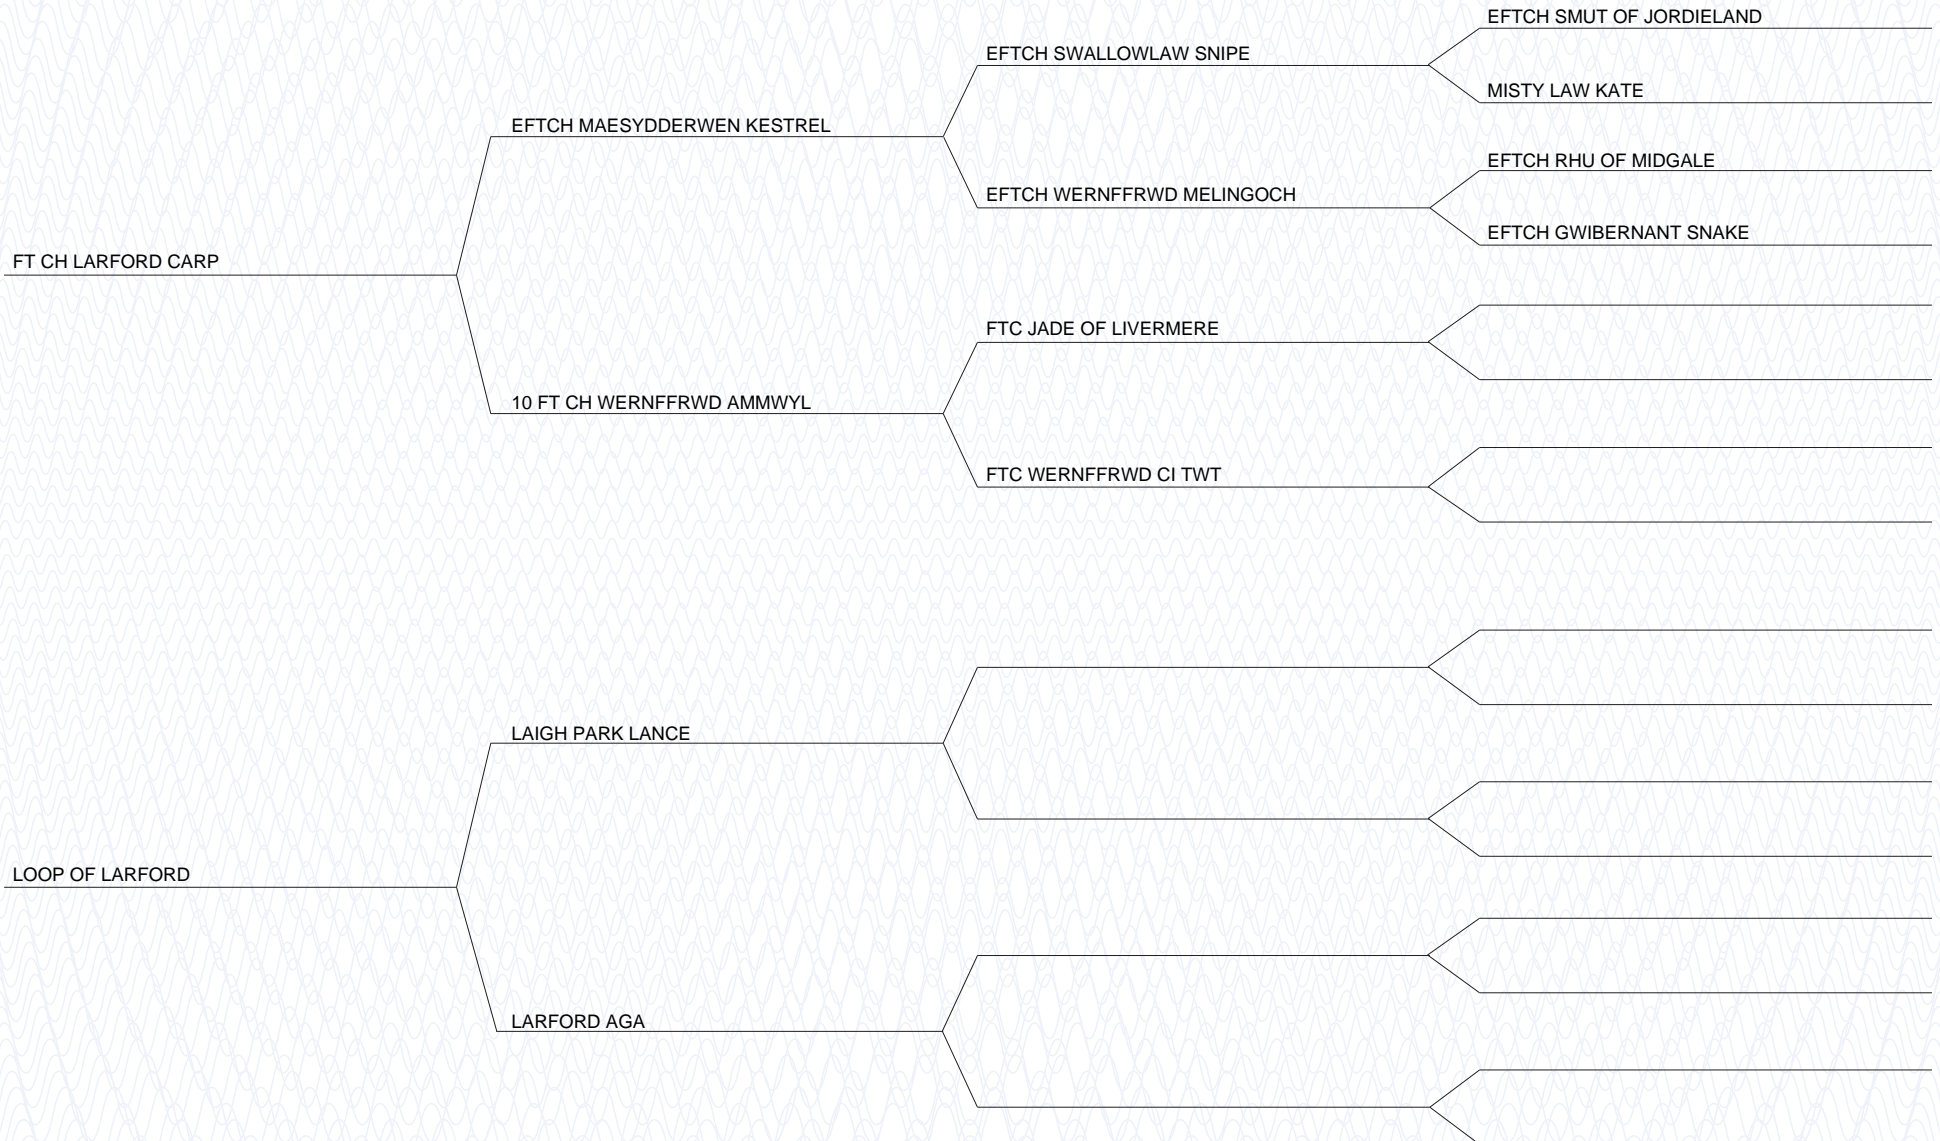 EFTCH SMUT OF JORDIELAND
EFTCH SWALLOWLAW SNIPE
MISTY LAW KATE
EFTCH MAESYDDERWEN KESTREL
EFTCH RHU OF MIDGALE
EFTCH WERNFFRWD MELINGOCH
EFTCH GWIBERNANT SNAKE
FT CH LARFORD CARP
FTC JADE OF LIVERMERE
10 FT CH WERNFFRWD AMMWYL
FTC WERNFFRWD CI TWT
LAIGH PARK LANCE
LOOP OF LARFORD
LARFORD AGA